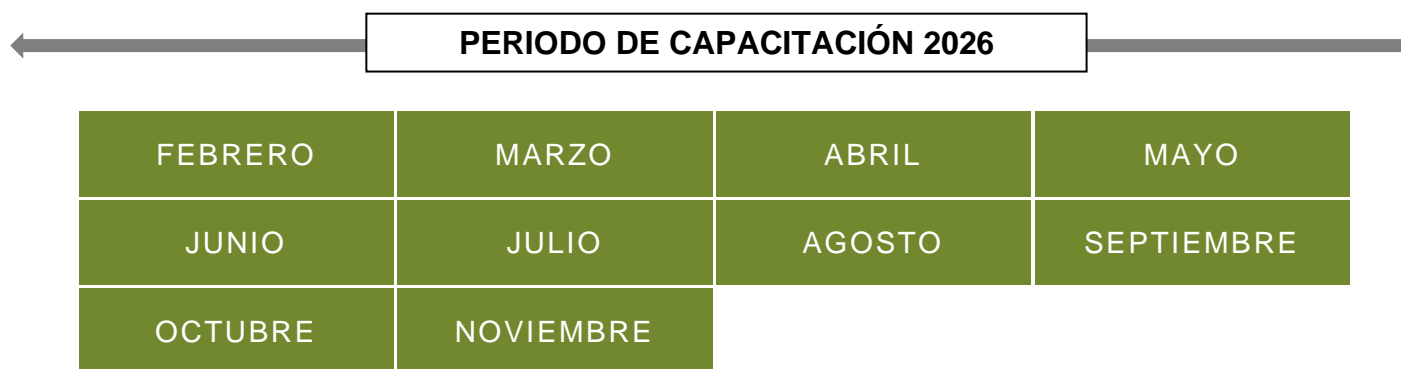 PERIODO DE CAPACITACIÓN 2026
FEBRERO MARZO ABRIL MAYO
JUNIO JULIO AGOSTO SEPTIEMBRE
OCTUBRE NOVIEMBRE